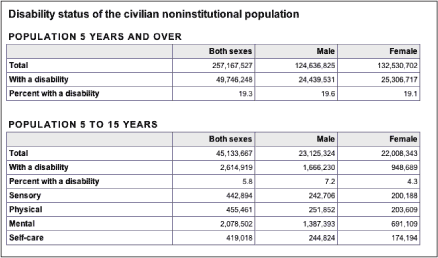 Disability status of the civilian noninstitutional population
POPULATION 5 YEARS AND OVER
Both sexes Male Female
Total 257,167,527 124,636,825 132,530,702
With a disability 49,746,248 24,439,531 25,306,717
Percent with a disability 19.3 19.6 19.1
POPULATION 5 TO 15 YEARS
Both sexes Male Female
Total 45,133,667 23,125,324 22,008,343
With a disability 2,614,919 1,666,230 948,689
Percent with a disability 5.8 7.2 4.3
Sensory 442,894 242,706 200,188
Physical 455,461 251,852 203,609
Mental 2,078,502 1,387,393 691,109
Self-care 419,018 244,824 174,194